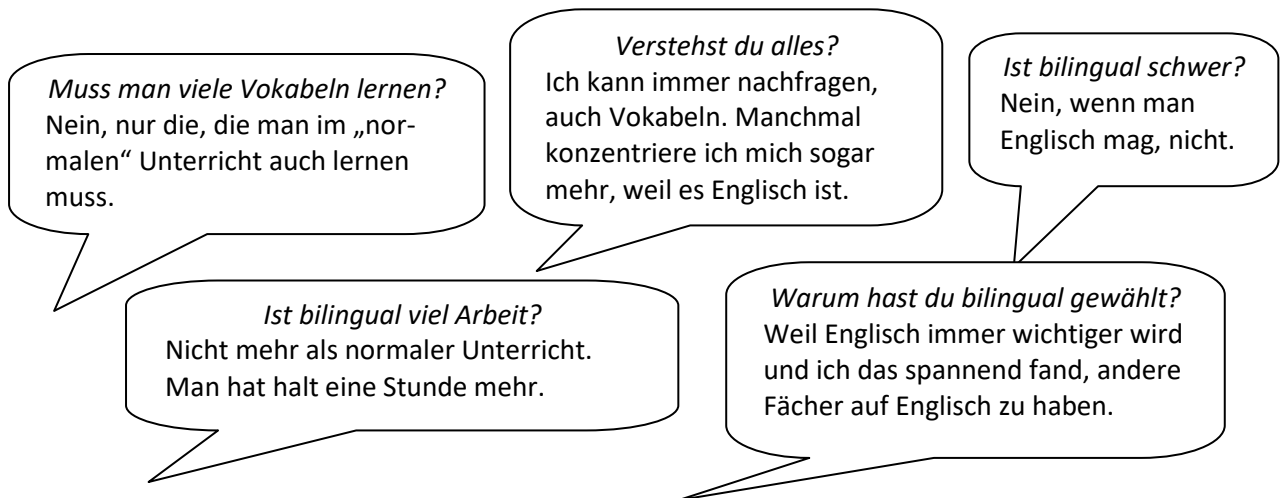 Muss man viele Vokabeln lernen?
Nein, nur die, die man im „nor-
malen“ Unterricht auch lernen
muss.
Verstehst du alles?
Ich kann immer nachfragen,
auch Vokabeln. Manchmal
konzentriere ich mich sogar
mehr, weil es Englisch ist.
Ist bilingual schwer?
Nein, wenn man
Englisch mag, nicht.
Ist bilingual viel Arbeit?
Nicht mehr als normaler Unterricht.
Man hat halt eine Stunde mehr.
Warum hast du bilingual gewählt?
Weil Englisch immer wichtiger wird
und ich das spannend fand, andere
Fächer auf Englisch zu haben.